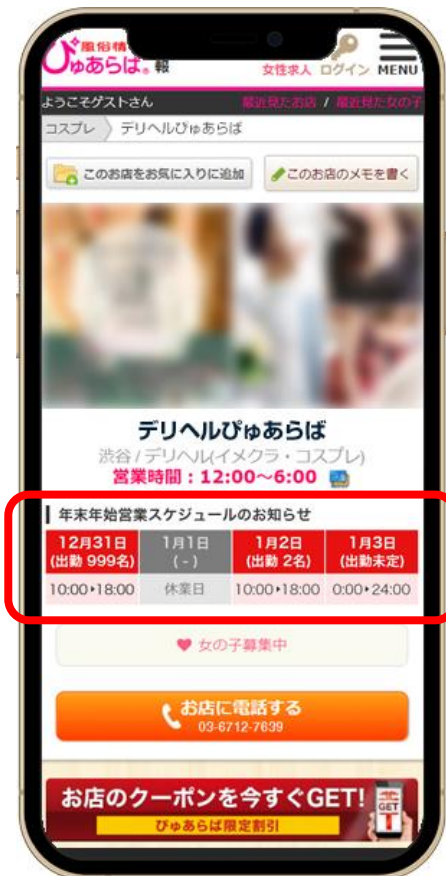 風俗情報
ぴゅあらば。
女性求人 ログイン MENU
ようこそゲストさん 最近見たお店 / 最近見た女の子
コスプレ 〉 デリヘルぴゅあらば
このお店をお気に入りに追加 このお店のメモを書く
デリヘルぴゅあらば
渋谷 / デリヘル(イメクラ・コスプレ)
営業時間：12:00～6:00
年末年始営業スケジュールのお知らせ
12月31日 1月1日 1月2日 1月3日
(出勤 999名) ( - ) (出勤 2名) (出勤未定)
10:00▸18:00 休業日 10:00▸18:00 0:00▸24:00
♥ 女の子募集中
お店に電話する
03-6712-7639
お店のクーポンを今すぐGET!
GET
ぴゅあらば限定割引